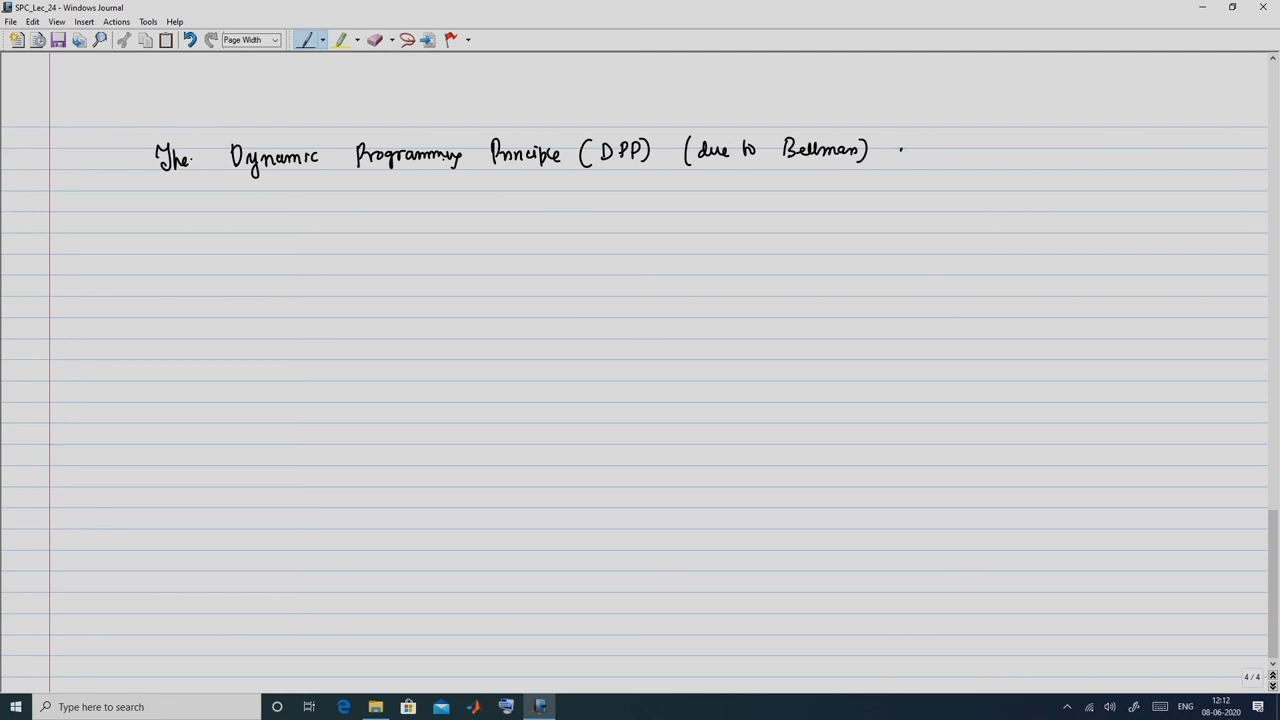 SPC_Lec_24 - Windows Journal
File Edit View Insert Actions Tools Help
Page Width
The Dynamic Programming Principle (DPP) (due to Bellman)
4 / 4
Type here to search
ENG
12:12
08-06-2020